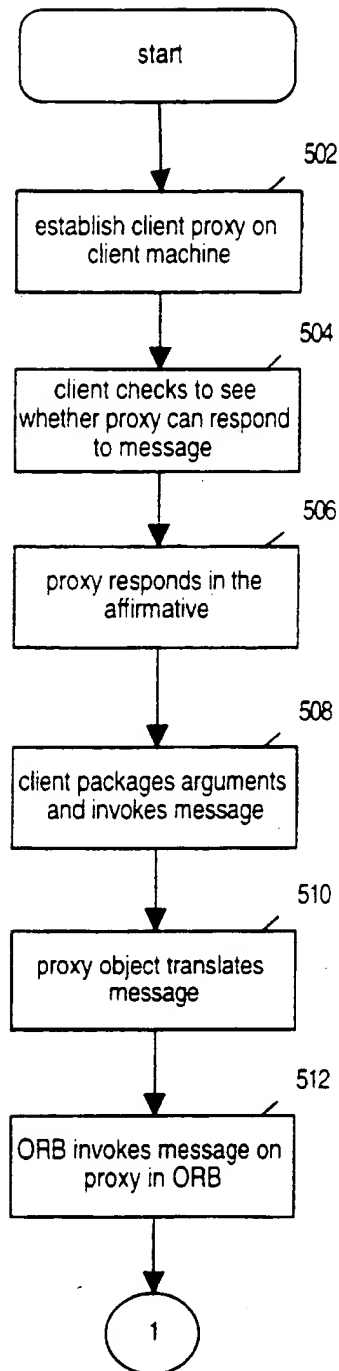 start
502
establish client proxy on
client machine
504
client checks to see
whether proxy can respond
to message
506
proxy responds in the
affirmative
508
client packages arguments
and invokes message
510
proxy object translates
message
512
ORB invokes message on
proxy in ORB
1